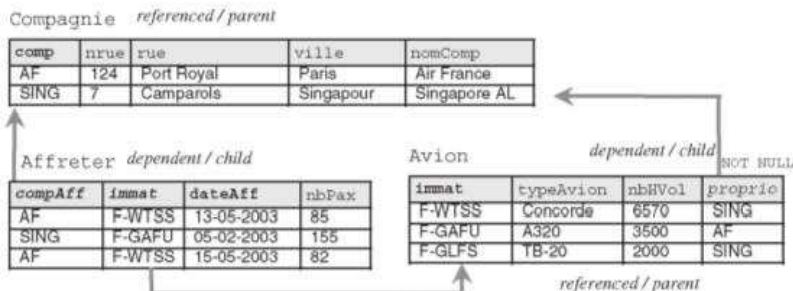 Compagnie referenced / parent
comp nrue rue ville nomComp
AF 124 Port Royal Paris Air France
SING 7 Camparols Singapour Singapore AL
Affreter dependent / child
compAff immat dateAff nbPax
AF F-WTSS 13-05-2003 85
SING F-GAFU 05-02-2003 155
AF F-WTSS 15-05-2003 82
Avion dependent / child NOT NULL
immat typeAvion nbHVol proprio
F-WTSS Concorde 6570 SING
F-GAFU A320 3500 AF
F-GLFS TB-20 2000 SING
referenced / parent